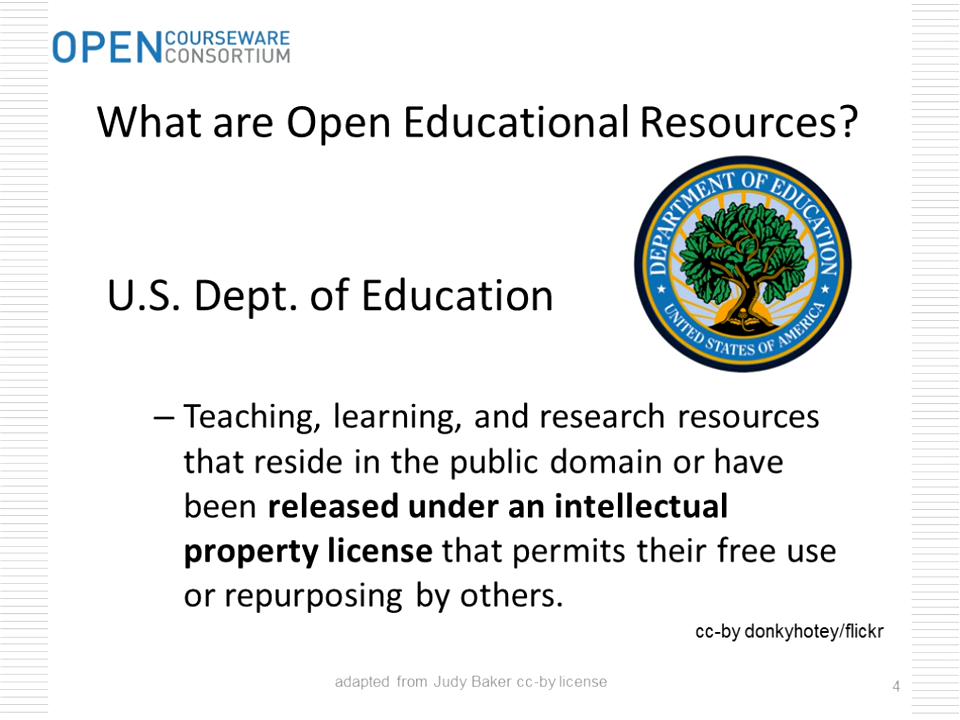 OPEN COURSEWARE
CONSORTIUM
What are Open Educational Resources?
DEPARTMENT OF EDUCATION
UNITED STATES OF AMERICA
U.S. Dept. of Education
– Teaching, learning, and research resources
that reside in the public domain or have
been released under an intellectual
property license that permits their free use
or repurposing by others.
cc-by donkyhotey/flickr
adapted from Judy Baker cc-by license
4